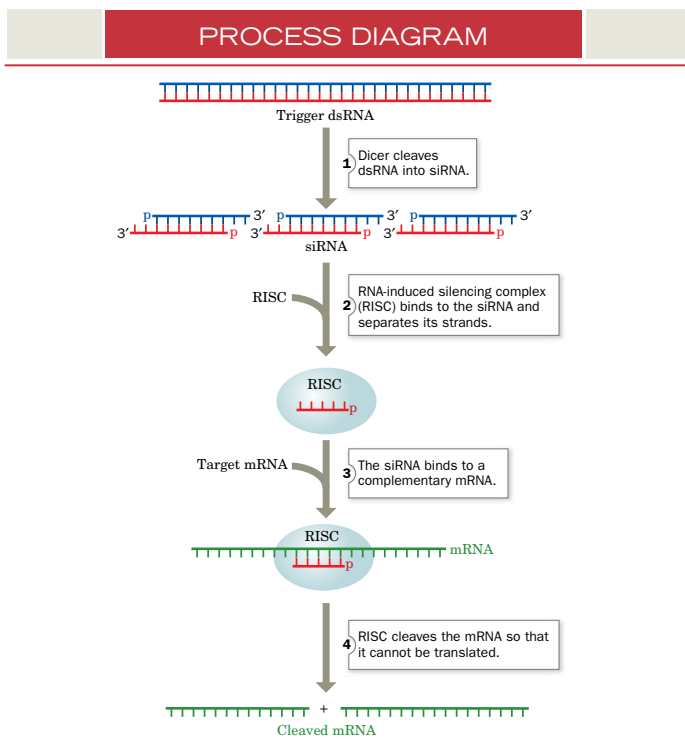 PROCESS DIAGRAM
Trigger dsRNA
1 Dicer cleaves
dsRNA into siRNA.
p 3′ p 3′ p 3′
3′ p 3′ p 3′ p
siRNA
RISC
2 RNA-induced silencing complex
(RISC) binds to the siRNA and
separates its strands.
RISC
p
Target mRNA
3 The siRNA binds to a
complementary mRNA.
RISC
mRNA
p
4 RISC cleaves the mRNA so that
it cannot be translated.
+
Cleaved mRNA